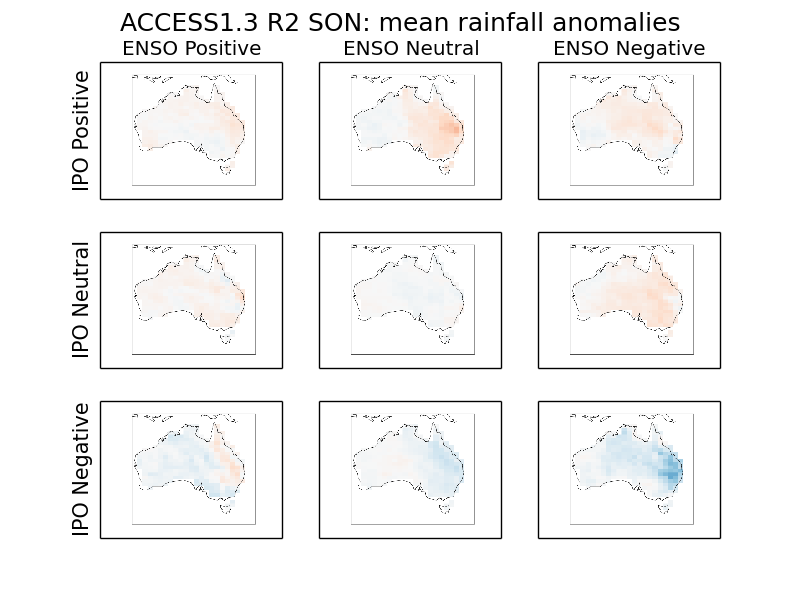 ACCESS1.3 R2 SON: mean rainfall anomalies
ENSO Positive
ENSO Neutral
ENSO Negative
IPO Positive
IPO Neutral
IPO Negative